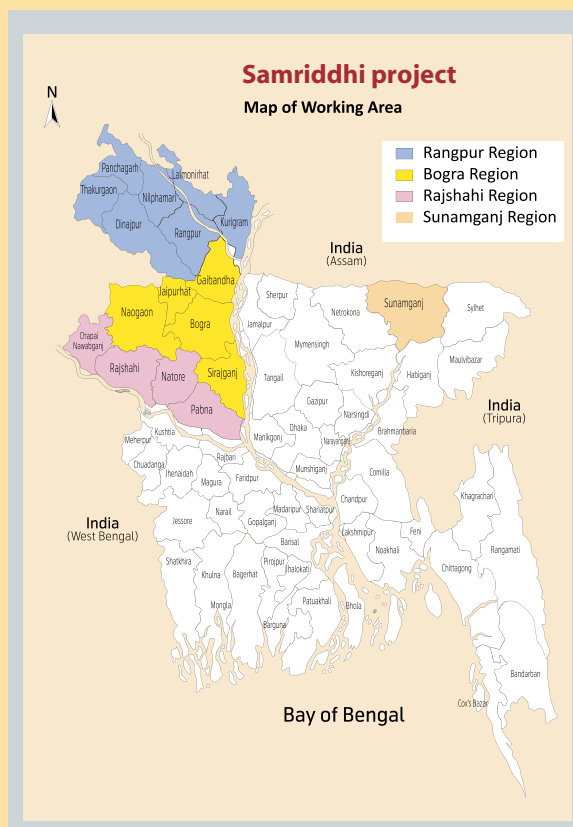 Samriddhi project
Map of Working Area
N
Rangpur Region
Bogra Region
Rajshahi Region
Sunamganj Region
Panchagarh
Lalmonirhat
Thakurgaon
Nilphamari
Kurigram
Dinajpur
Rangpur
India
(Assam)
Gaibandha
Jaipurhat
Naogaon
Bogra
Sherpur
Netrokona
Sunamganj
Sylhet
Jamalpur
Chapai
Nawabganj
Mymensingh
Maulvibazar
Rajshahi
Natore
Sirajganj
Tangail
Kishoreganj
Habiganj
Pabna
Gazipur
Narsingdi
India
(Tripura)
Kushtia
Meherpur
Manikgonj
Dhaka
Narayanganj
Brahmanbaria
Chuadanga
Jhenaidah
Rajbari
Munshiganj
Comilla
Magura
Faridpur
Khagrachari
Chandpur
India
(West Bengal)
Jessore
Narail
Gopalganj
Madaripur
Shariatpur
Lakshmipur
Feni
Noakhali
Rangamati
Barisal
Chittagong
Shatkhira
Khulna
Bagerhat
Pirojpur
Jhalokati
Mongla
Patuakhali
Bhola
Barguna
Bandarban
Cox's Bazar
Bay of Bengal